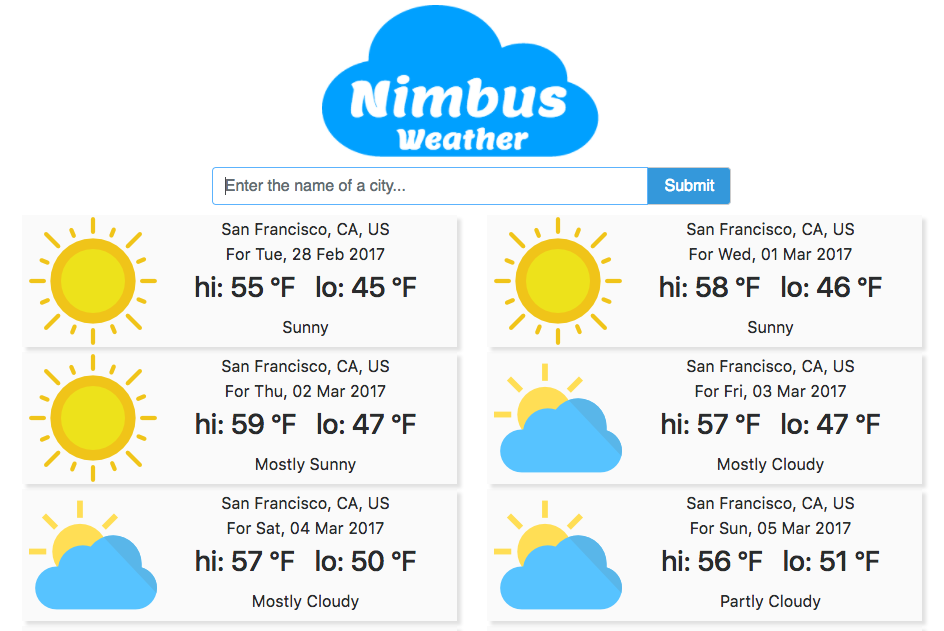 Nimbus
Weather
Enter the name of a city...
Submit
San Francisco, CA, US
For Tue, 28 Feb 2017
hi: 55 °F lo: 45 °F
Sunny
San Francisco, CA, US
For Wed, 01 Mar 2017
hi: 58 °F lo: 46 °F
Sunny
San Francisco, CA, US
For Thu, 02 Mar 2017
hi: 59 °F lo: 47 °F
Mostly Sunny
San Francisco, CA, US
For Fri, 03 Mar 2017
hi: 57 °F lo: 47 °F
Mostly Cloudy
San Francisco, CA, US
For Sat, 04 Mar 2017
hi: 57 °F lo: 50 °F
Mostly Cloudy
San Francisco, CA, US
For Sun, 05 Mar 2017
hi: 56 °F lo: 51 °F
Partly Cloudy